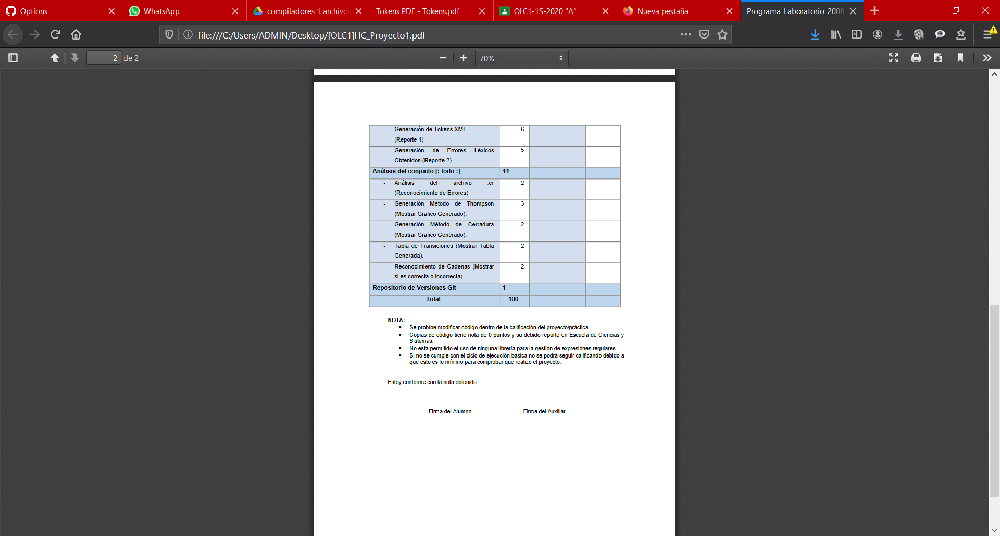 Options
WhatsApp
compiladores 1 archivos
Tokens PDF - Tokens.pdf
OLC1-1S-2020 "A"
Nueva pestaña
Programa_Laboratorio_2008
file:///C:/Users/ADMIN/Desktop/[OLC1]HC_Proyecto1.pdf
2 de 2
70%
- Generación de Tokens XML 6
(Reporte 1)
- Generación de Errores Léxicos 5
Obtenidos (Reporte 2)
Análisis del conjunto [: todo :] 11
- Análisis del archivo .er 2
(Reconocimiento de Errores).
- Generación Método de Thompson 3
(Mostrar Grafico Generado).
- Generación Método de Cerradura 2
(Mostrar Grafico Generado).
- Tabla de Transiciones (Mostrar Tabla 2
Generada).
- Reconocimiento de Cadenas (Mostrar 2
si es correcta o incorrecta).
Repositorio de Versiones Git 1
Total 100
NOTA:
• Se prohíbe modificar código dentro de la calificación del proyecto/práctica.
• Copias de código tiene nota de 0 puntos y su debido reporte en Escuela de Ciencias y
Sistemas.
• No está permitido el uso de ninguna librería para la gestión de expresiones regulares.
• Si no se cumple con el ciclo de ejecución básica no se podrá seguir calificando debido a
que esto es lo mínimo para comprobar que realizo el proyecto.
Estoy conforme con la nota obtenida.
Firma del Alumno Firma del Auxiliar